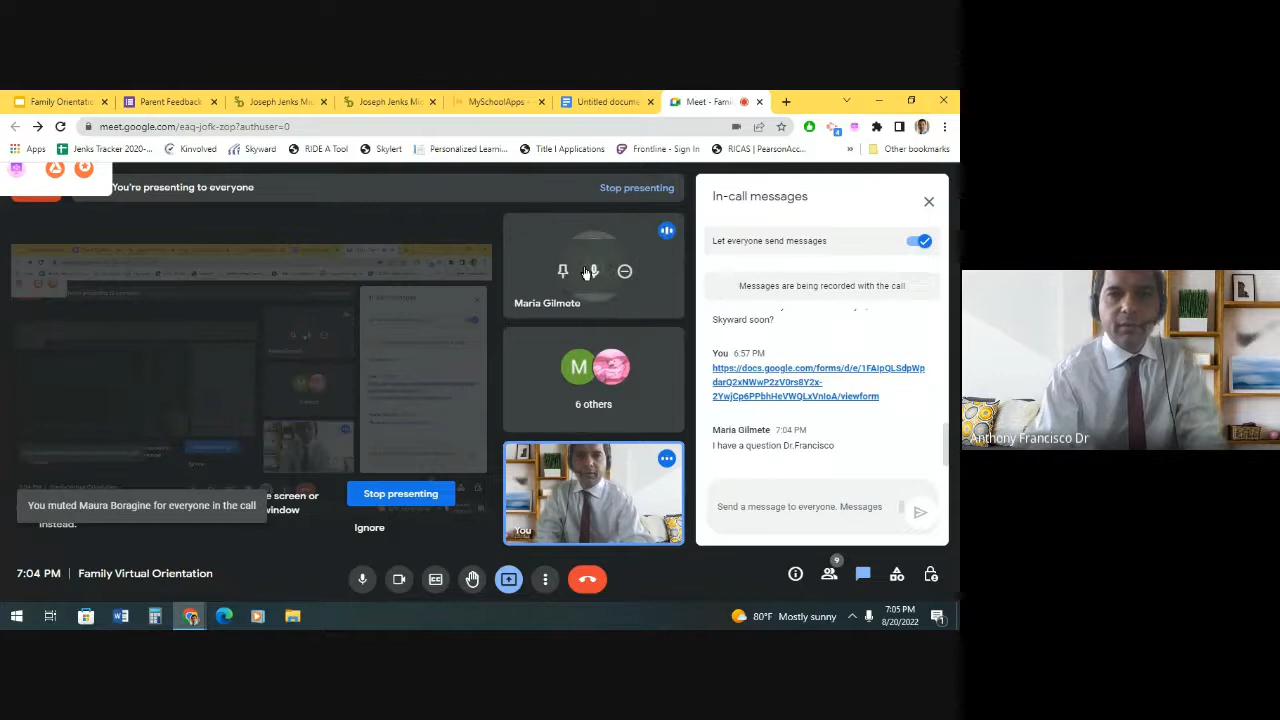 Family Orientatio
Parent Feedback
Joseph Jenks Mi
Joseph Jenks Mi
MySchoolApps -
Untitled docume
Meet - Fami
meet.google.com/eaq-jofk-zop?authuser=0
Apps
Jenks Tracker 2020-...
Kinvolved
Skyward
RIDE A Tool
Skylert
Personalized Learni...
Title I Applications
Frontline - Sign In
RICAS | PearsonAcc...
Other bookmarks
You're presenting to everyone
Stop presenting
Maria Gilmete
6 others
You
In-call messages
Let everyone send messages
Messages are being recorded with the call
Skyward soon?
You 6:57 PM
https://docs.google.com/forms/d/e/1FAIpQLSdpWp
darQ2xNWwP2zV0rs8Y2x-
2YwjCp6PPbhHeVWQLxVnIoA/viewform
Maria Gilmete 7:04 PM
I have a question Dr.Francisco
Send a message to everyone. Messages
e screen or
window
instead.
Stop presenting
Ignore
You muted Maura Boragine for everyone in the call
7:04 PM | Family Virtual Orientation
9
80°F Mostly sunny
7:05 PM
8/20/2022
1
Anthony Francisco Dr